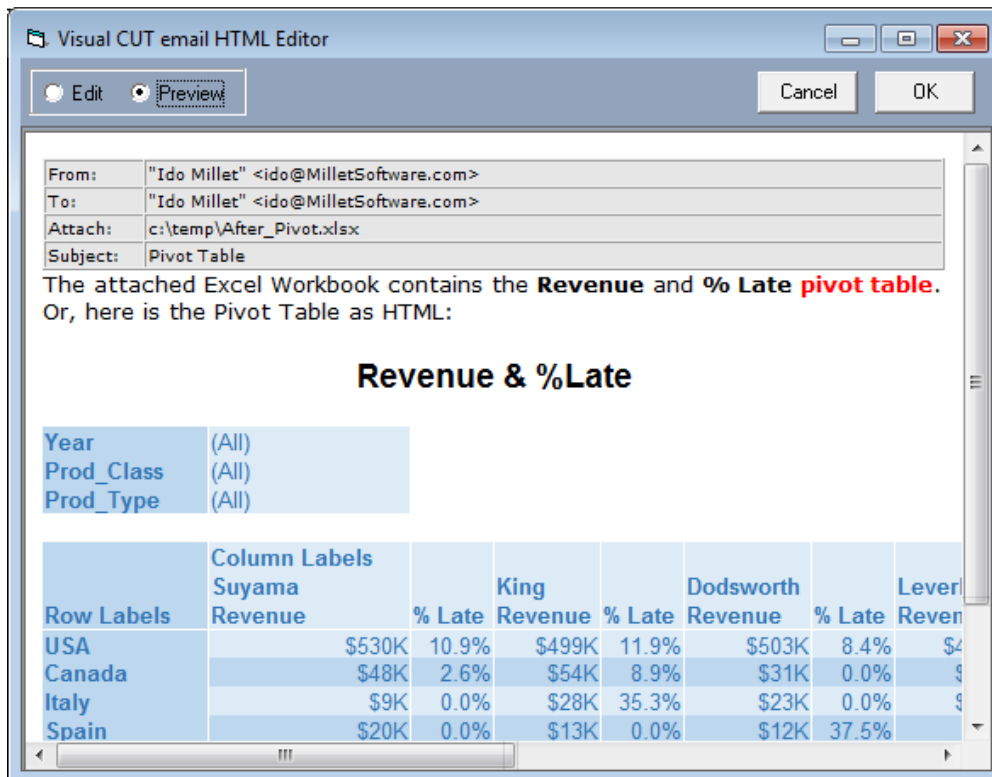 Visual CUT email HTML Editor
Edit Preview Cancel OK
From: "Ido Millet" <ido@MilletSoftware.com>
To: "Ido Millet" <ido@MilletSoftware.com>
Attach: c:\temp\After_Pivot.xlsx
Subject: Pivot Table
The attached Excel Workbook contains the Revenue and % Late pivot table.
Or, here is the Pivot Table as HTML:
Revenue & %Late
Year (All)
Prod_Class (All)
Prod_Type (All)
Column Labels
Suyama King Dodsworth
Row Labels Revenue % Late Revenue % Late Revenue % Late
USA $530K 10.9% $499K 11.9% $503K 8.4%
Canada $48K 2.6% $54K 8.9% $31K 0.0%
Italy $9K 0.0% $28K 35.3% $23K 0.0%
Spain $20K 0.0% $13K 0.0% $12K 37.5%